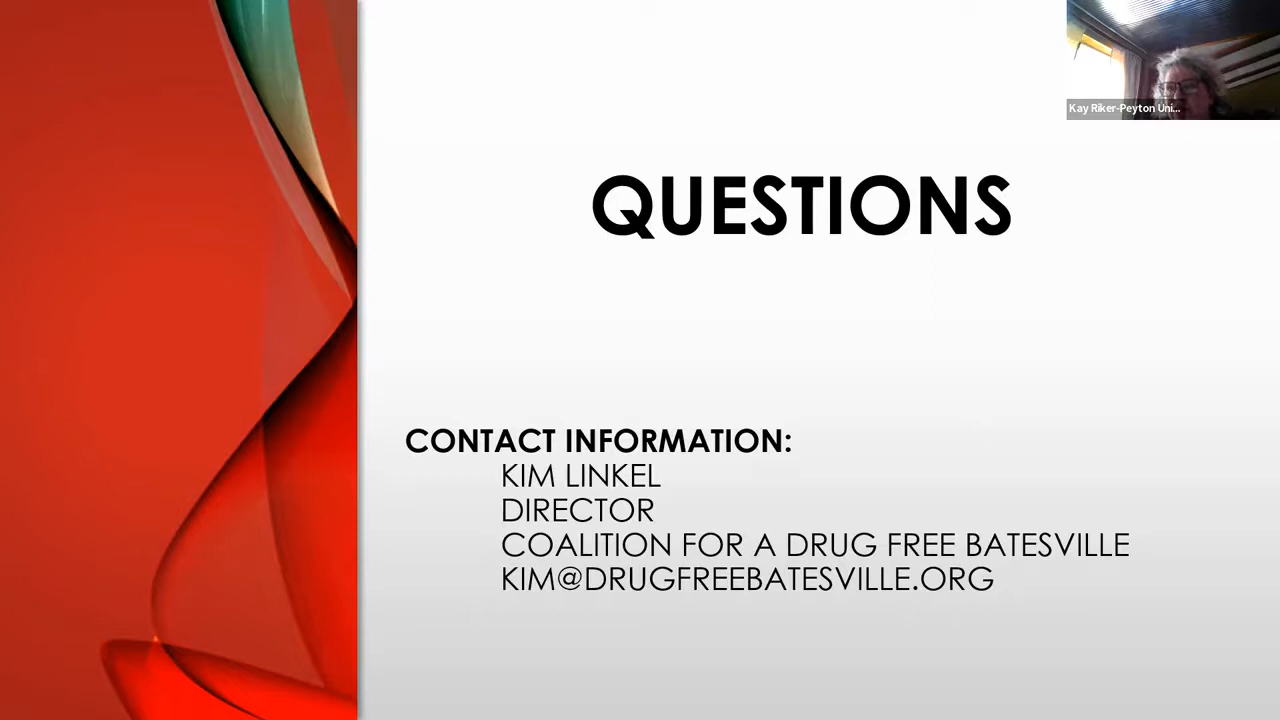 Kay Riker-Peyton Uni...
QUESTIONS
CONTACT INFORMATION:
KIM LINKEL
DIRECTOR
COALITION FOR A DRUG FREE BATESVILLE
KIM@DRUGFREEBATESVILLE.ORG